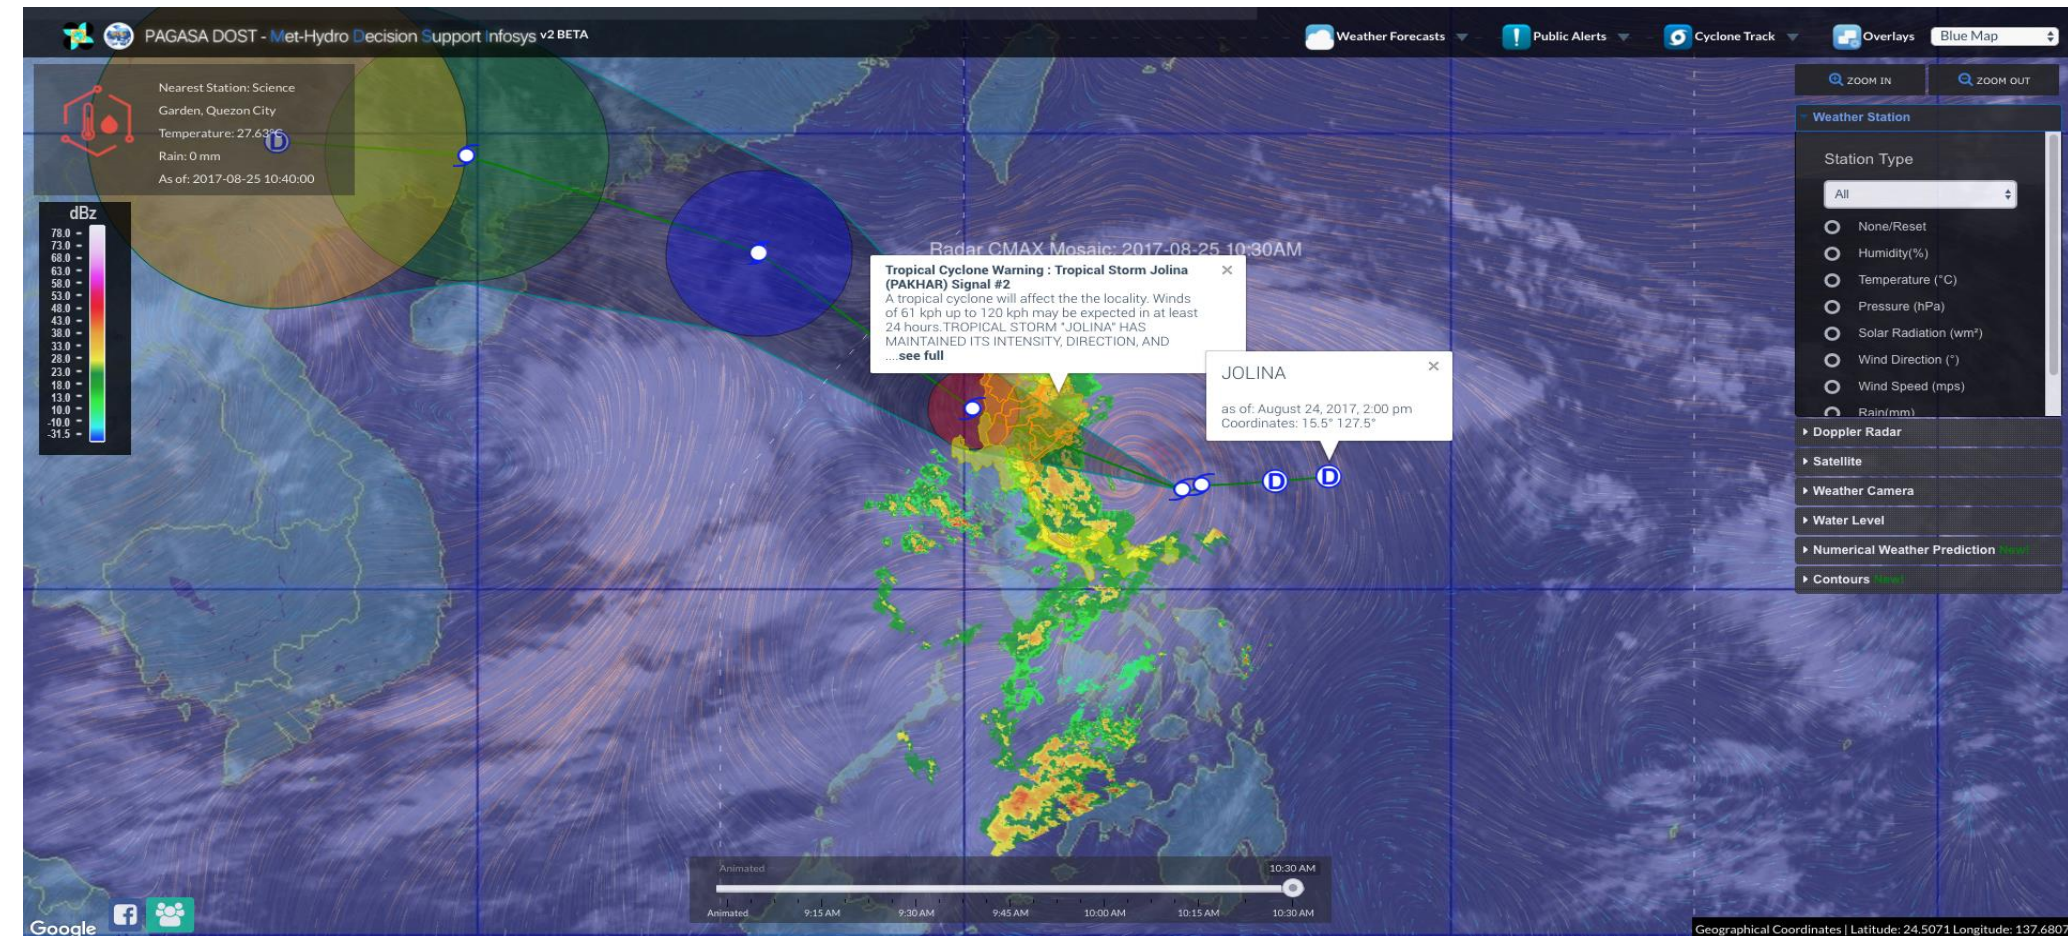 PAGASA DOST - Met-Hydro Decision Support Infosys v2 BETA
Weather Forecasts
Public Alerts
Cyclone Track
Overlays
Blue Map
Nearest Station: Science
Garden, Quezon City
Temperature: 27.63°C
Rain: 0 mm
As of: 2017-08-25 10:40:00
D
dBz
78.0
73.0
68.0
63.0
58.0
53.0
48.0
43.0
38.0
33.0
28.0
23.0
18.0
13.0
10.0
-10.0
-31.5
Radar CMAX Mosaic: 2017-08-25 10:30AM
Tropical Cyclone Warning : Tropical Storm Jolina
(PAKHAR) Signal #2
A tropical cyclone will affect the the locality. Winds
of 61 kph up to 120 kph may be expected in at least
24 hours.TROPICAL STORM "JOLINA" HAS
MAINTAINED ITS INTENSITY, DIRECTION, AND
....see full
JOLINA
as of: August 24, 2017, 2:00 pm
Coordinates: 15.5° 127.5°
D
D
ZOOM IN
ZOOM OUT
Weather Station
Station Type
All
None/Reset
Humidity(%)
Temperature (°C)
Pressure (hPa)
Solar Radiation (wm²)
Wind Direction (°)
Wind Speed (mps)
Rain(mm)
Doppler Radar
Satellite
Weather Camera
Water Level
Numerical Weather Prediction New!
Contours New!
Animated
10:30 AM
Animated
9:15 AM
9:30 AM
9:45 AM
10:00 AM
10:15 AM
10:30 AM
Google
Geographical Coordinates | Latitude: 24.5071 Longitude: 137.6807